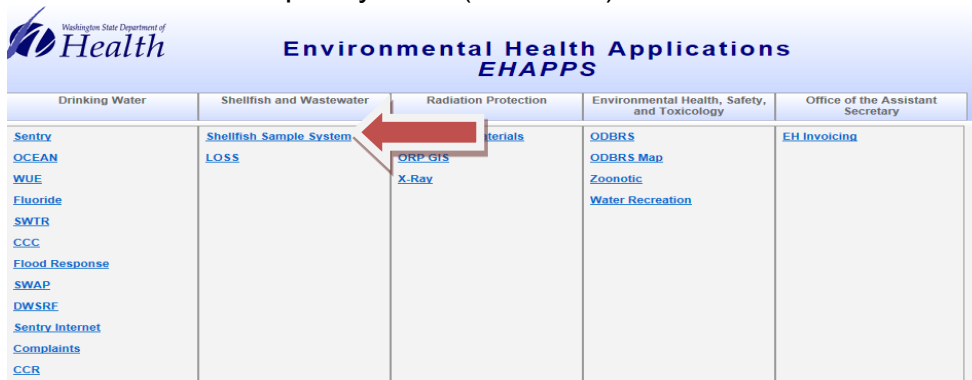 Washington State Department of
Health
Environmental Health Applications
EHAPPS
Drinking Water
Shellfish and Wastewater
Radiation Protection
Environmental Health, Safety,
and Toxicology
Office of the Assistant
Secretary
Sentry
OCEAN
WUE
Fluoride
SWTR
CCC
Flood Response
SWAP
DWSRF
Sentry Internet
Complaints
CCR
Shellfish Sample System
LOSS
ORP GIS
X-Ray
ODBRS
ODBRS Map
Zoonotic
Water Recreation
EH Invoicing